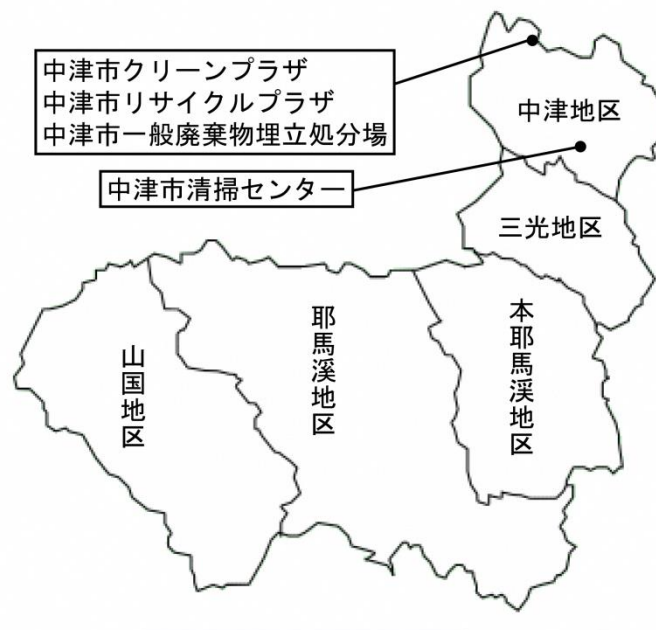 中津市クリーンプラザ
中津市リサイクルプラザ
中津市一般廃棄物埋立処分場
中津地区
中津市清掃センター
三光地区
本耶馬溪地区
耶馬溪地区
山国地区